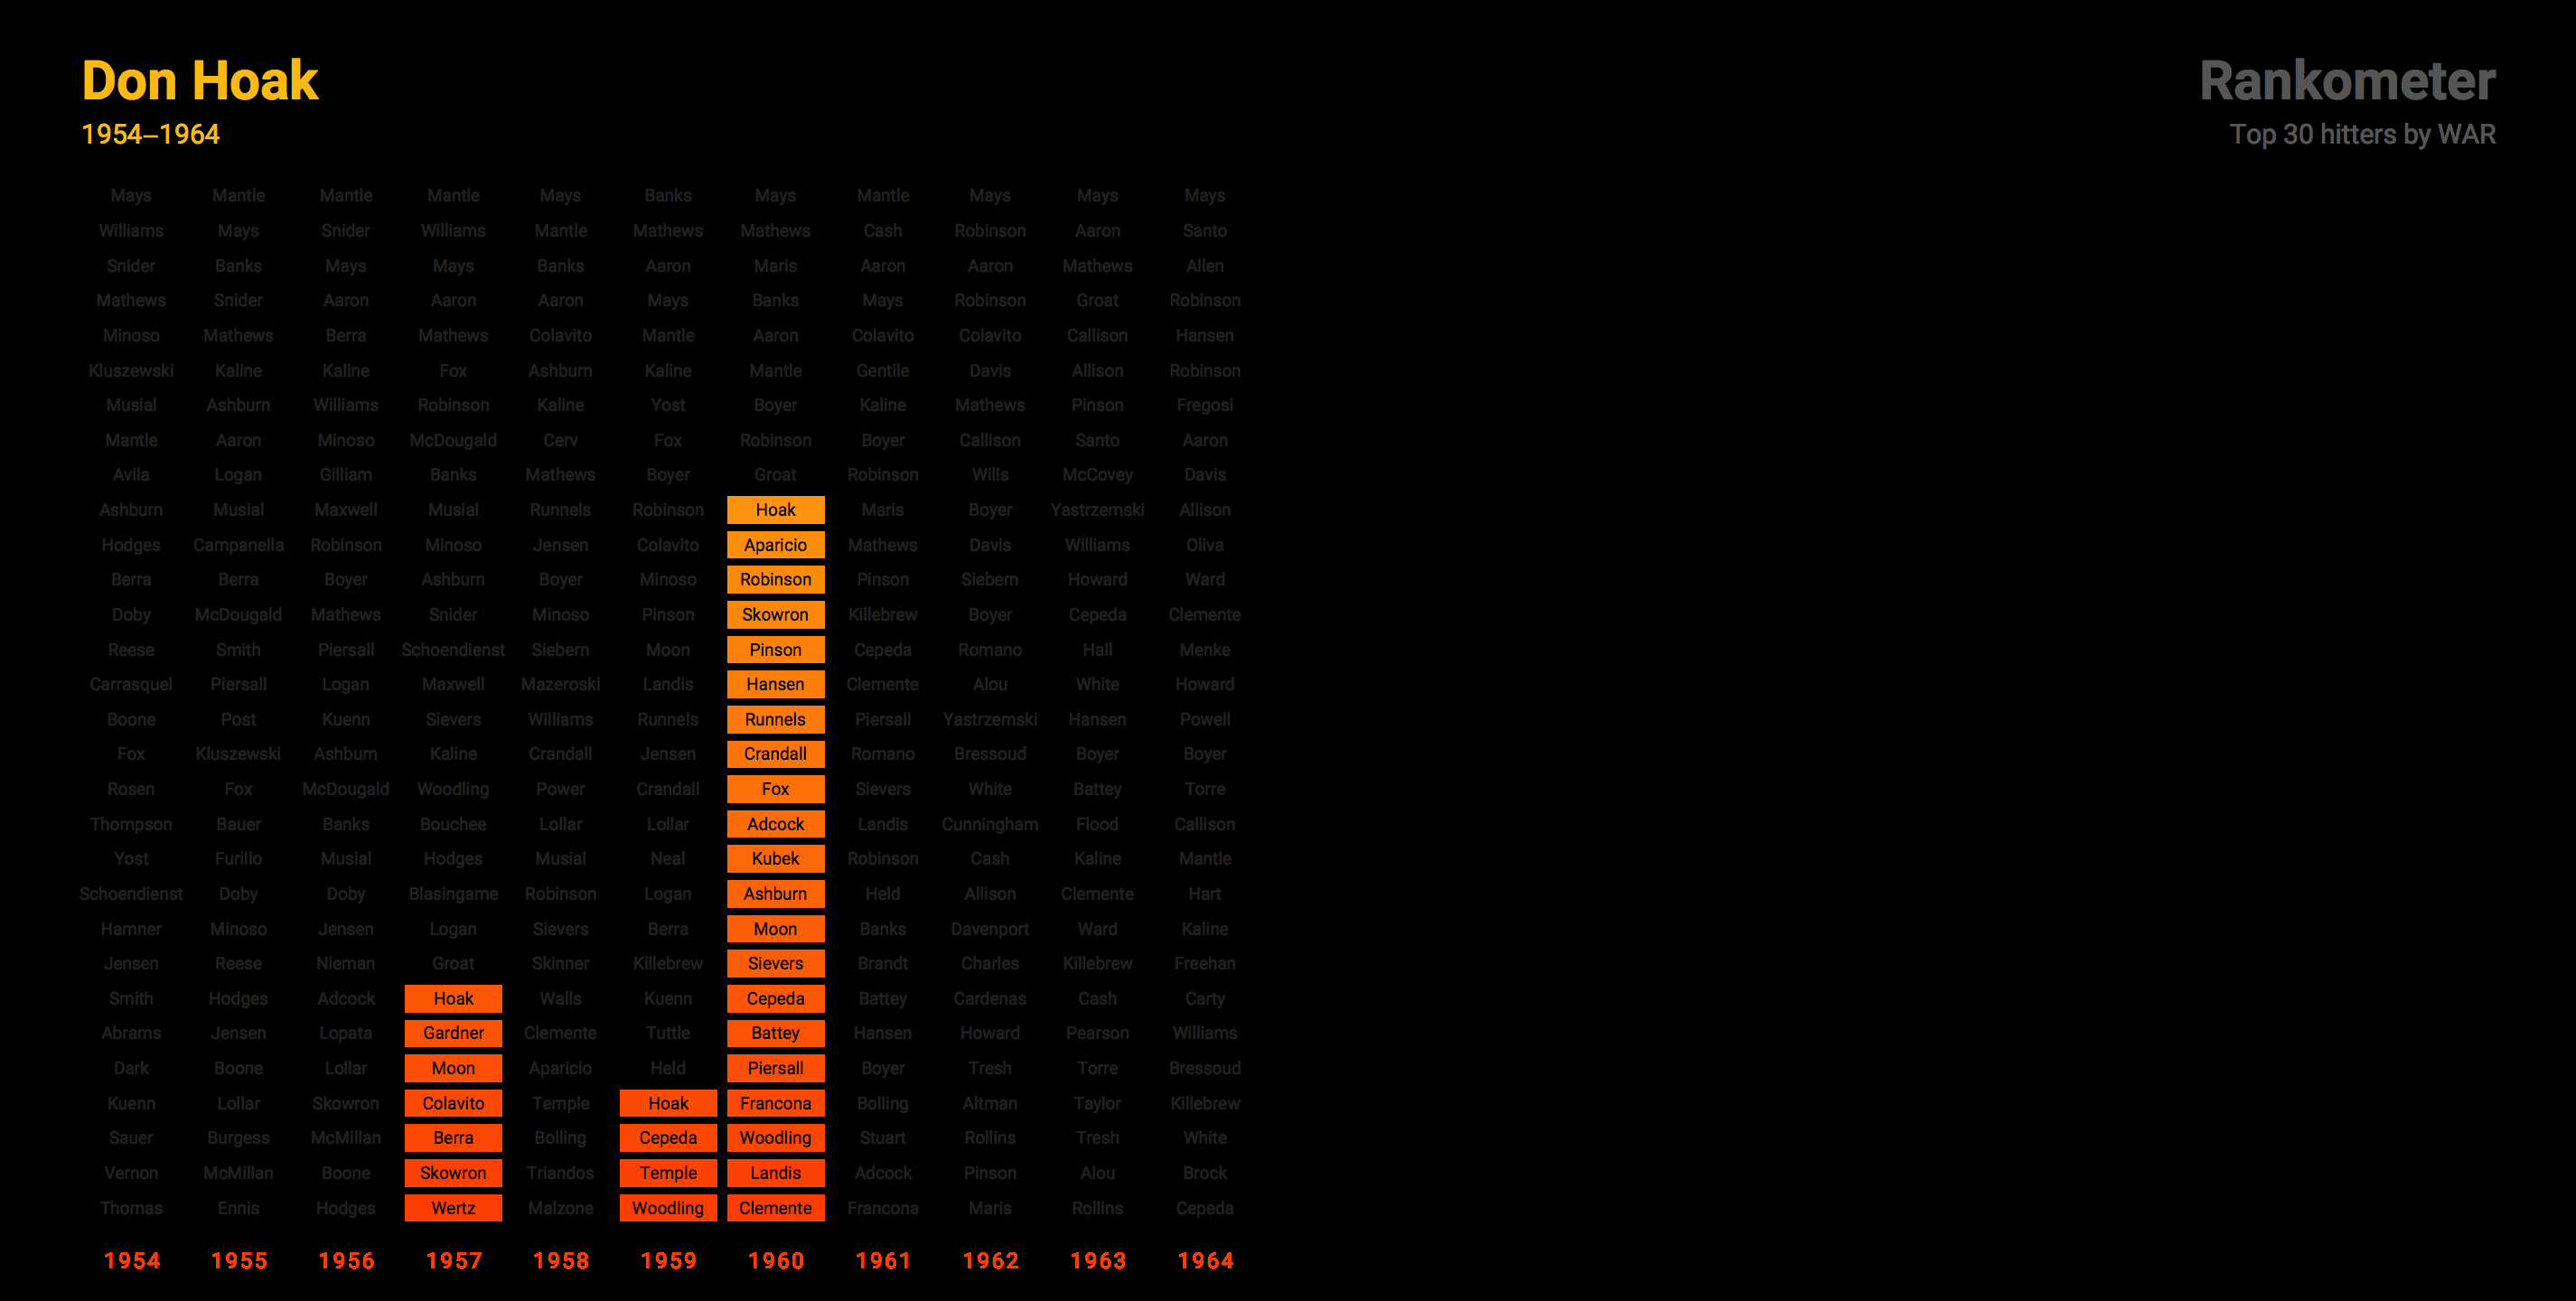 Don Hoak
1954–1964
Rankometer
Top 30 hitters by WAR
Mays Mantle Mantle Mantle Mays Banks Mays Mantle Mays Mays Mays
Williams Mays Snider Williams Mantle Mathews Mathews Cash Robinson Aaron Santo
Snider Banks Mays Mays Banks Aaron Maris Aaron Aaron Mathews Allen
Mathews Snider Aaron Aaron Aaron Mays Banks Mays Robinson Groat Robinson
Minoso Mathews Berra Mathews Colavito Mantle Aaron Colavito Colavito Callison Hansen
Kluszewski Kaline Kaline Fox Ashburn Kaline Mantle Gentile Davis Allison Robinson
Musial Ashburn Williams Robinson Kaline Yost Boyer Kaline Mathews Pinson Fregosi
Mantle Aaron Minoso McDougald Cerv Fox Robinson Boyer Callison Santo Aaron
Avila Logan Gilliam Banks Mathews Boyer Groat Robinson Wills McCovey Davis
Ashburn Musial Maxwell Musial Runnels Robinson Hoak Maris Boyer Yastrzemski Allison
Hodges Campanella Robinson Minoso Jensen Colavito Aparicio Mathews Davis Williams Oliva
Berra Berra Boyer Ashburn Boyer Minoso Robinson Pinson Siebern Howard Ward
Doby McDougald Mathews Snider Minoso Pinson Skowron Killebrew Boyer Cepeda Clemente
Reese Smith Piersall Schoendienst Siebern Moon Pinson Cepeda Romano Hall Menke
Carrasquel Piersall Logan Maxwell Mazeroski Landis Hansen Clemente Alou White Howard
Boone Post Kuenn Sievers Williams Runnels Runnels Piersall Yastrzemski Hansen Powell
Fox Kluszewski Ashburn Kaline Crandall Jensen Crandall Romano Bressoud Boyer Boyer
Rosen Fox McDougald Woodling Power Crandall Fox Sievers White Battey Torre
Thompson Bauer Banks Bouchee Lollar Lollar Adcock Landis Cunningham Flood Callison
Yost Furillo Musial Hodges Musial Neal Kubek Robinson Cash Kaline Mantle
Schoendienst Doby Doby Blasingame Robinson Logan Ashburn Held Allison Clemente Hart
Hamner Minoso Jensen Logan Sievers Berra Moon Banks Davenport Ward Kaline
Jensen Reese Nieman Groat Skinner Killebrew Sievers Brandt Charles Killebrew Freehan
Smith Hodges Adcock Hoak Walls Kuenn Cepeda Battey Cardenas Cash Carty
Abrams Jensen Lopata Gardner Clemente Tuttle Battey Hansen Howard Pearson Williams
Dark Boone Lollar Moon Aparicio Held Piersall Boyer Tresh Torre Bressoud
Kuenn Lollar Skowron Colavito Temple Hoak Francona Bolling Altman Taylor Killebrew
Sauer Burgess McMillan Berra Bolling Cepeda Woodling Stuart Rollins Tresh White
Vernon McMillan Boone Skowron Triandos Temple Landis Adcock Pinson Alou Brock
Thomas Ennis Hodges Wertz Malzone Woodling Clemente Francona Maris Rollins Cepeda
1954 1955 1956 1957 1958 1959 1960 1961 1962 1963 1964